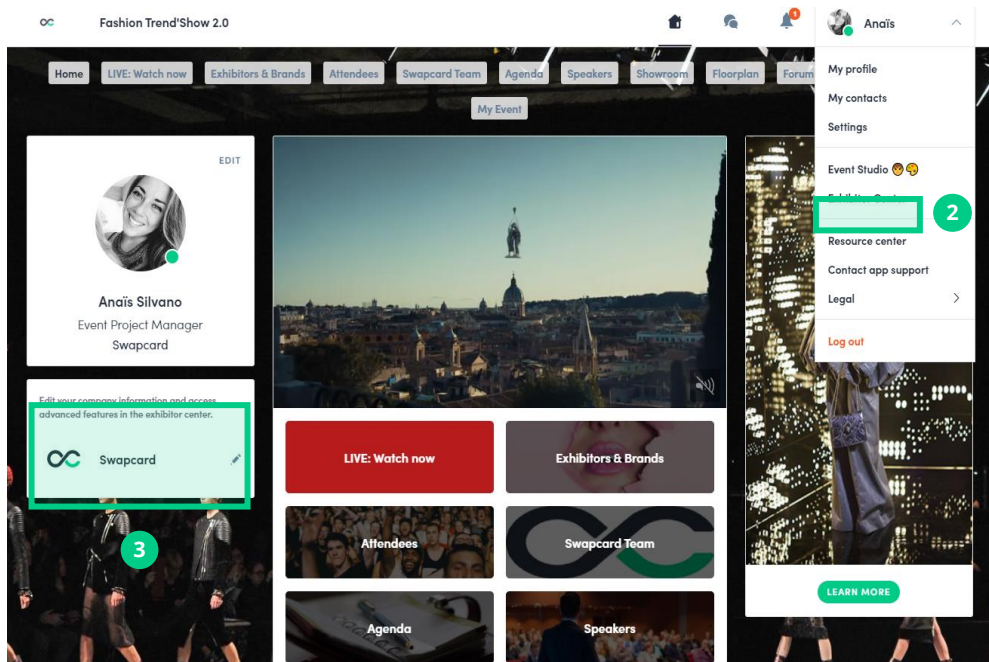 Fashion Trend'Show 2.0
1
Anaïs
Home
LIVE: Watch now
Exhibitors & Brands
Attendees
Swapcard Team
Agenda
Speakers
Showroom
Floorplan
Forum
My Event
My profile
My contacts
Settings
Event Studio
Exhibitor Center
2
Resource center
Contact app support
Legal
Log out
EDIT
Anaïs Silvano
Event Project Manager
Swapcard
Edit your company information and access
advanced features in the exhibitor center.
Swapcard
3
LIVE: Watch now
Exhibitors & Brands
Attendees
Swapcard Team
Agenda
Speakers
LEARN MORE